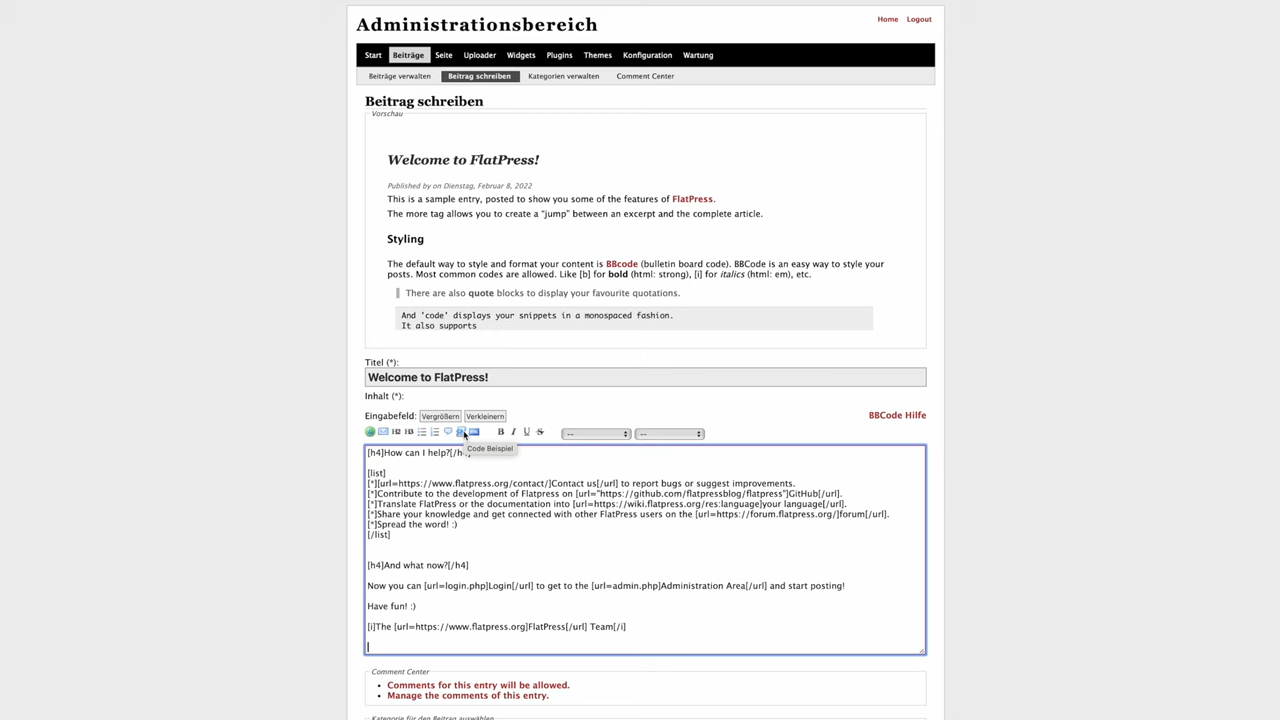 Administrationsbereich
Home Logout
Start Beiträge Seite Uploader Widgets Plugins Themes Konfiguration Wartung
Beiträge verwalten Beitrag schreiben Kategorien verwalten Comment Center
Beitrag schreiben
Vorschau
Welcome to FlatPress!
Published by on Dienstag, Februar 8, 2022
This is a sample entry, posted to show you some of the features of FlatPress.
The more tag allows you to create a "jump" between an excerpt and the complete article.
Styling
The default way to style and format your content is BBcode (bulletin board code). BBCode is an easy way to style your
posts. Most common codes are allowed. Like [b] for bold (html: strong), [i] for italics (html: em), etc.
There are also quote blocks to display your favourite quotations.
And 'code' displays your snippets in a monospaced fashion.
It also supports
Titel (*):
Welcome to FlatPress!
Inhalt (*):
Eingabefeld: Vergrößern Verkleinern BBCode Hilfe
H2 H3 B I U S -- --
Code Beispiel
[h4]How can I help?[/h
[list]
[*][url=https://www.flatpress.org/contact/]Contact us[/url] to report bugs or suggest improvements.
[*]Contribute to the development of Flatpress on [url="https://github.com/flatpressblog/flatpress"]GitHub[/url].
[*]Translate FlatPress or the documentation into [url=https://wiki.flatpress.org/res:language]your language[/url].
[*]Share your knowledge and get connected with other FlatPress users on the [url=https://forum.flatpress.org/]forum[/url].
[*]Spread the word! :)
[/list]
[h4]And what now?[/h4]
Now you can [url=login.php]Login[/url] to get to the [url=admin.php]Administration Area[/url] and start posting!
Have fun! :)
[i]The [url=https://www.flatpress.org]FlatPress[/url] Team[/i]
Comment Center
• Comments for this entry will be allowed.
• Manage the comments of this entry.
Kategorie für den Beitrag auswählen